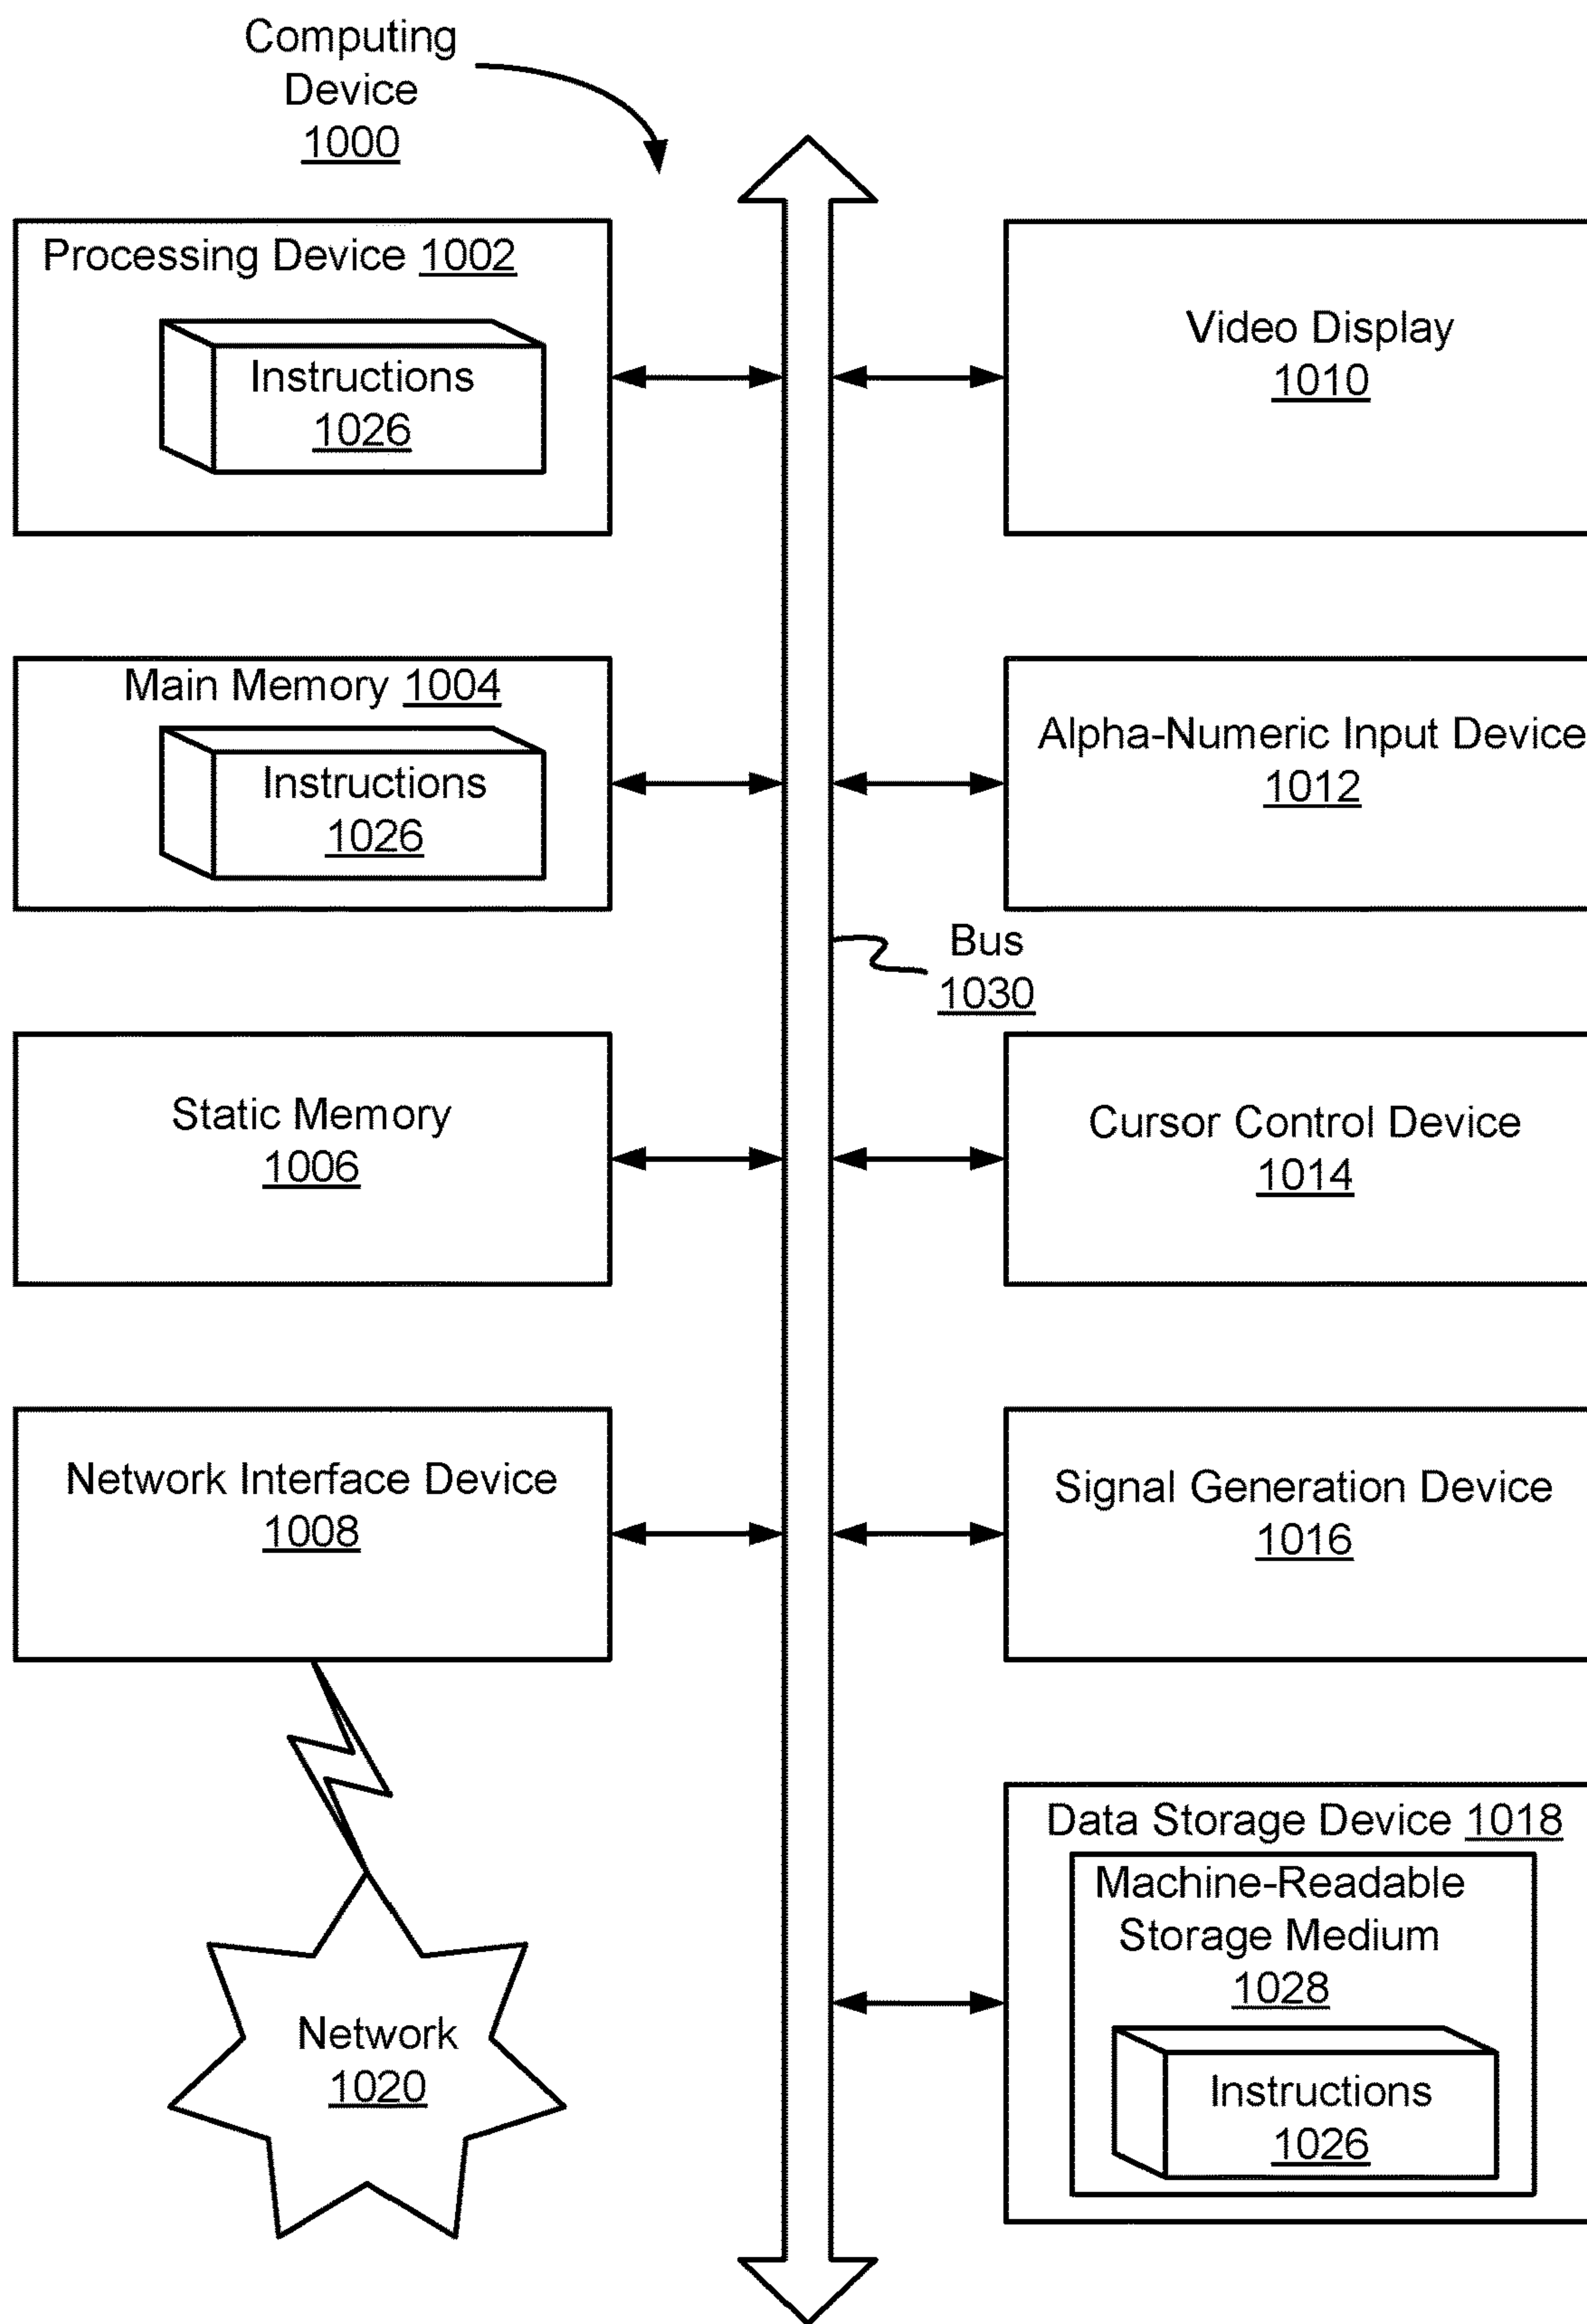 Computing
Device
1000
Processing Device 1002
Instructions
1026
Video Display
1010
Main Memory 1004
Instructions
1026
Alpha-Numeric Input Device
1012
Bus
1030
Static Memory
1006
Cursor Control Device
1014
Network Interface Device
1008
Signal Generation Device
1016
Data Storage Device 1018
Machine-Readable
Storage Medium
1028
Instructions
1026
Network
1020